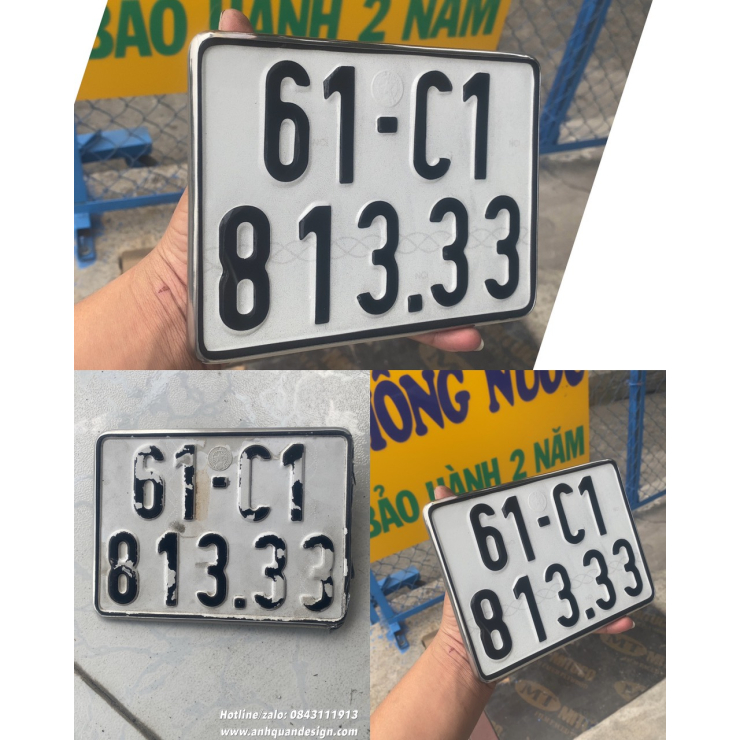 BẢO HÀNH 2 NĂM
61-C1
813.33
61-C1
813.33
Hotline/zalo: 0843111913
www.anhquandesign.com
ÔNG NƯỚC
BẢO HÀNH 2 NĂM
61-C1
813.33